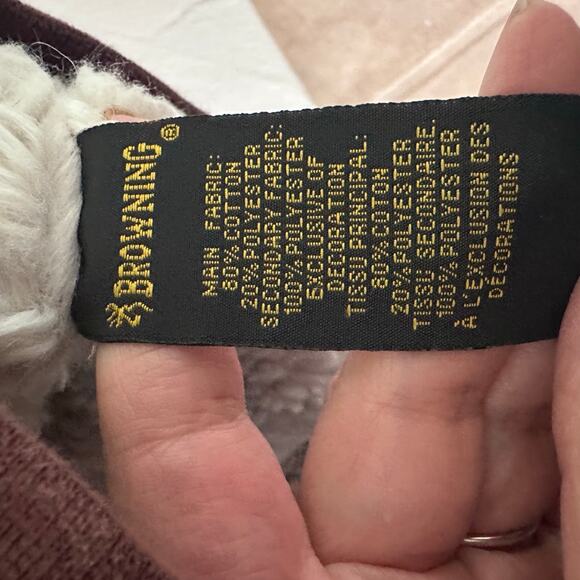 BROWNING®
MAIN FABRIC:
80% COTTON
20% POLYESTER
SECONDARY FABRIC:
100% POLYESTER
EXCLUSIVE OF
DECORATION
TISSU PRINCIPAL:
80% COTON
20% POLYESTER
TISSU SECONDAIRE.
100% POLYESTER
À L'EXCLUSION DES
DÉCORATIONS